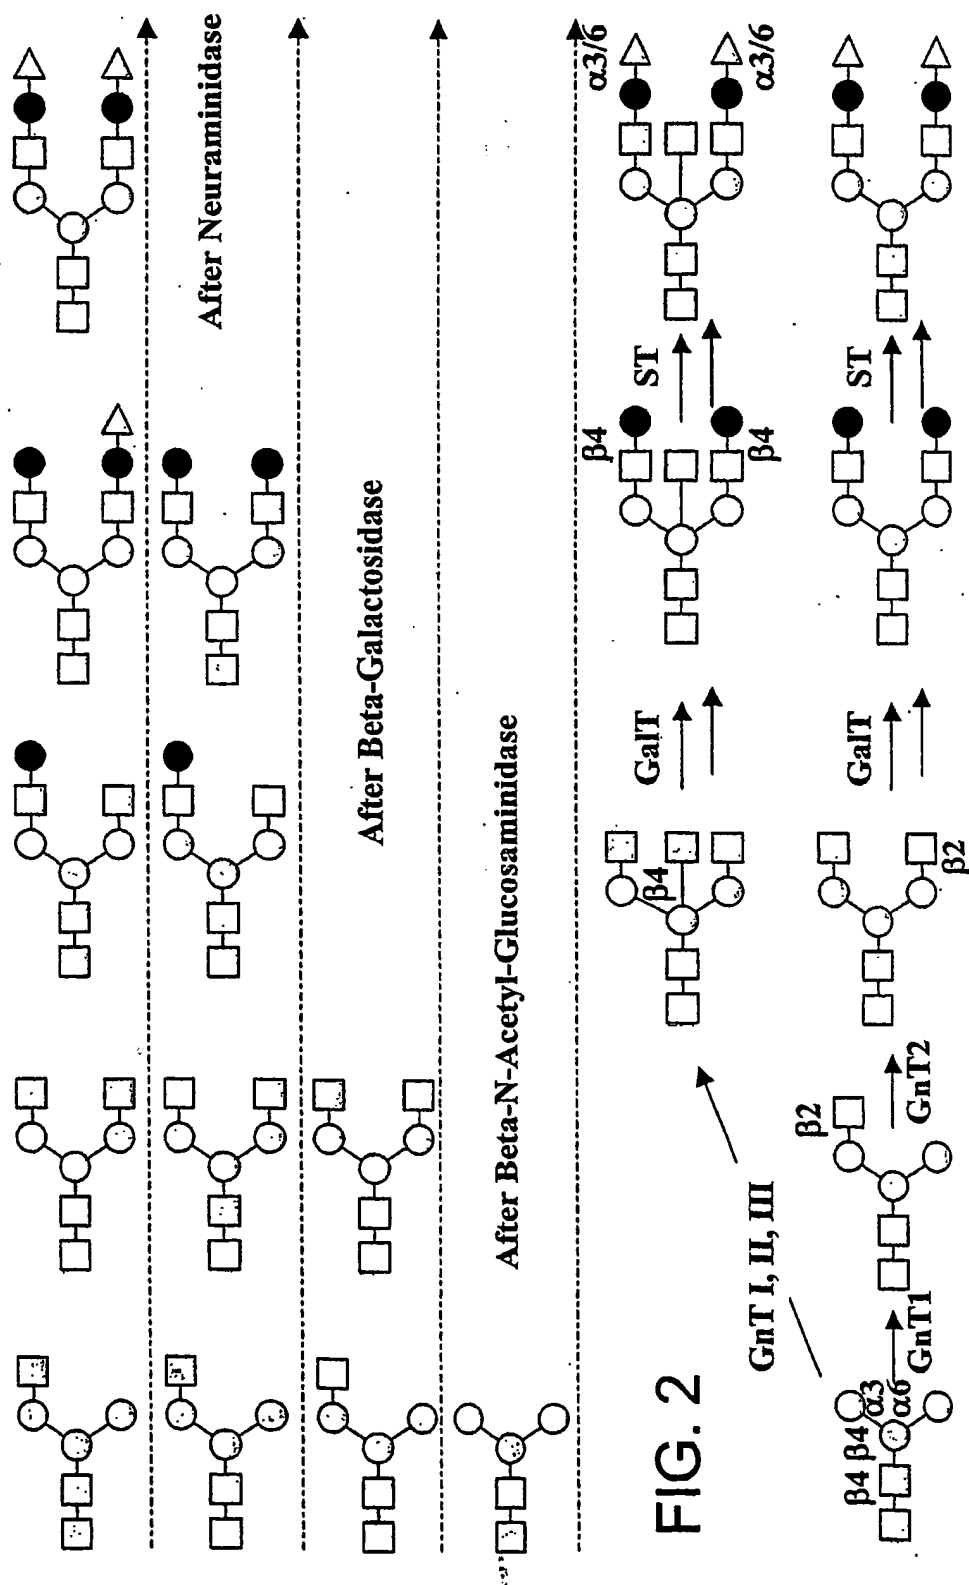 After Neuraminidase
After Beta-Galactosidase
After Beta-N-Acetyl-Glucosaminidase
FIG. 2
GnT I, II, III
β4
GalT
β4
β4
ST
α3/6
α3/6
β4 β4 α3
α6
GnT1
β2
GnT2
β2
GalT
ST